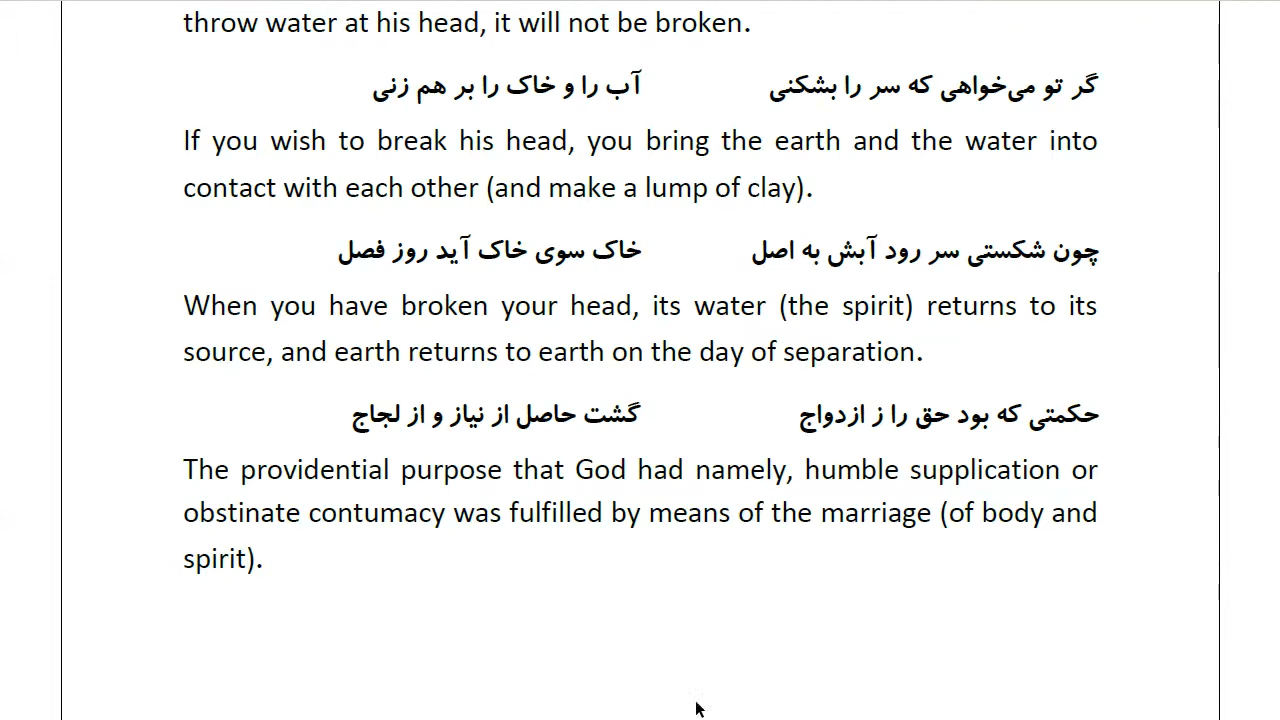 throw water at his head, it will not be broken.
گر تو می‌خواهی که سر را بشکنی آب را و خاک را بر هم زنی
If you wish to break his head, you bring the earth and the water into
contact with each other (and make a lump of clay).
چون شکستی سر رود آبش به اصل خاک سوی خاک آید روز فصل
When you have broken your head, its water (the spirit) returns to its
source, and earth returns to earth on the day of separation.
حکمتی که بود حق را ز ازدواج گشت حاصل از نیاز و از لجاج
The providential purpose that God had namely, humble supplication or
obstinate contumacy was fulfilled by means of the marriage (of body and
spirit).